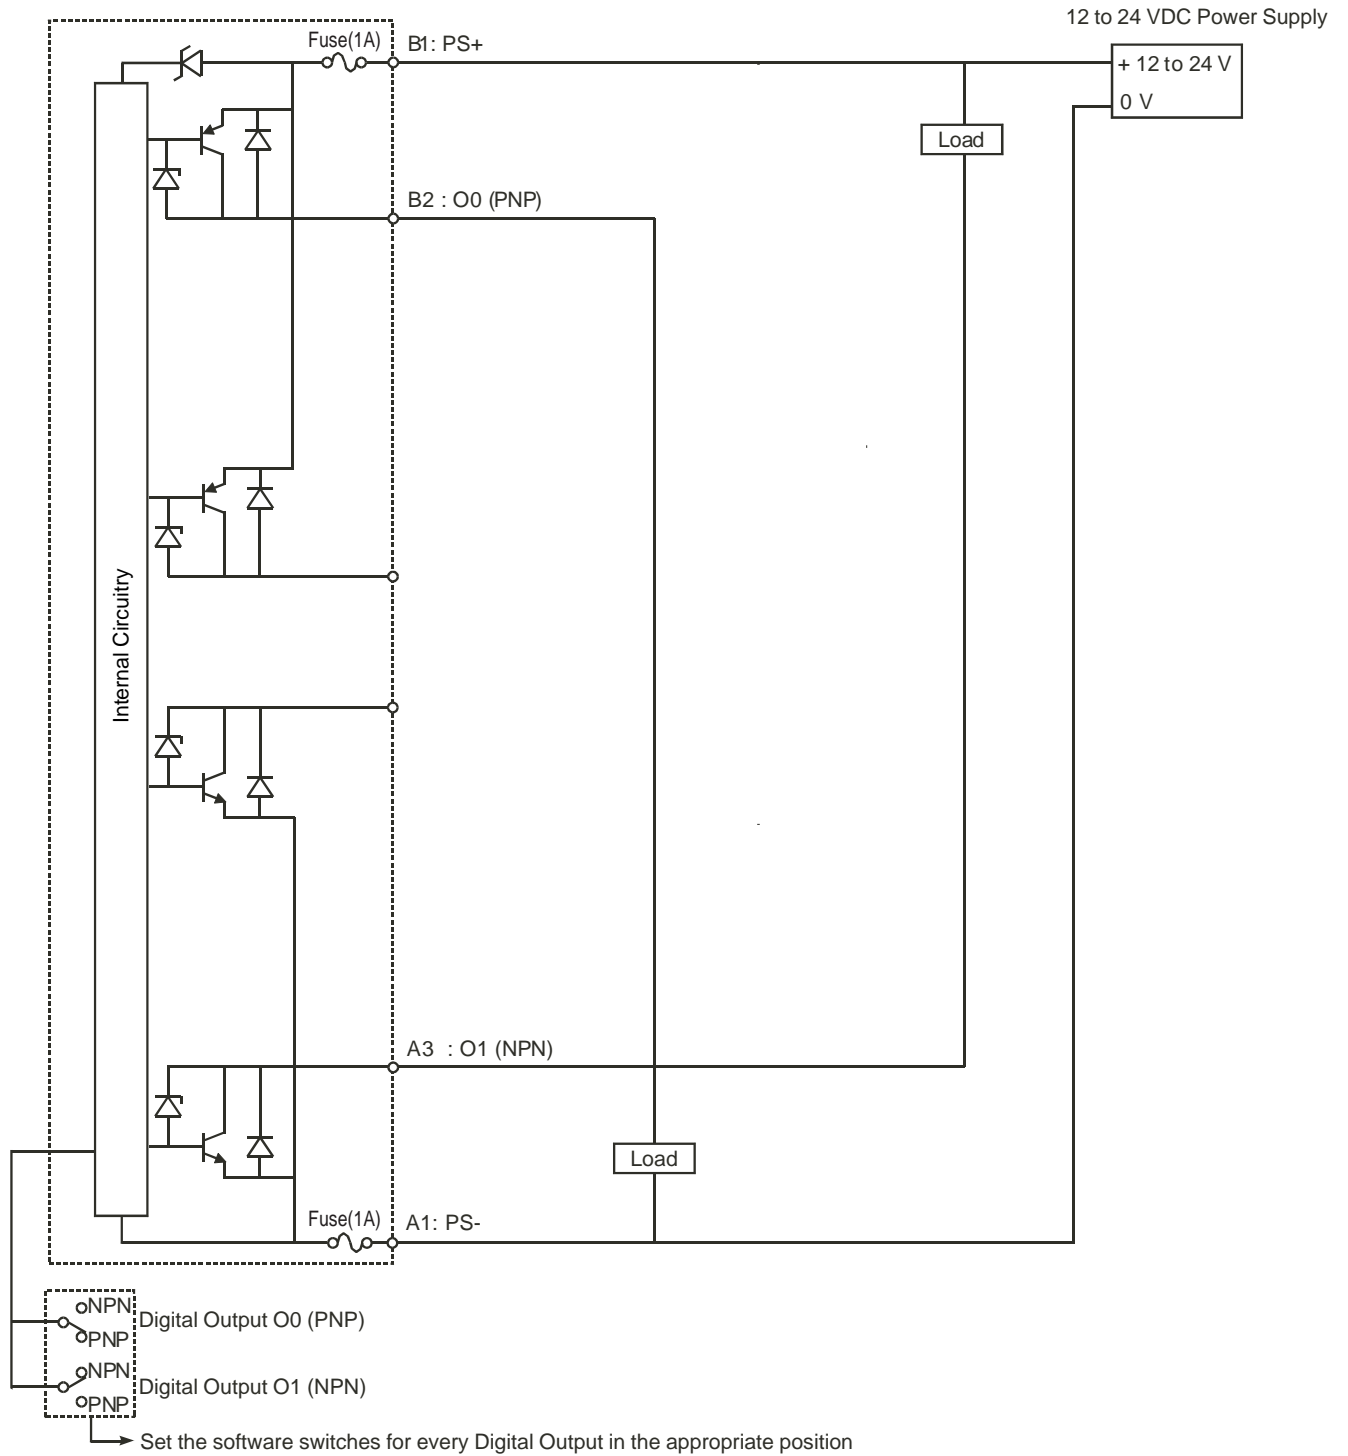 12 to 24 VDC Power Supply
Fuse(1A)
B1: PS+
+ 12 to 24 V
0 V
Load
B2 : O0 (PNP)
Internal Circuitry
A3 : O1 (NPN)
Load
Fuse(1A)
A1: PS-
NPN
Digital Output O0 (PNP)
PNP
NPN
Digital Output O1 (NPN)
PNP
Set the software switches for every Digital Output in the appropriate position